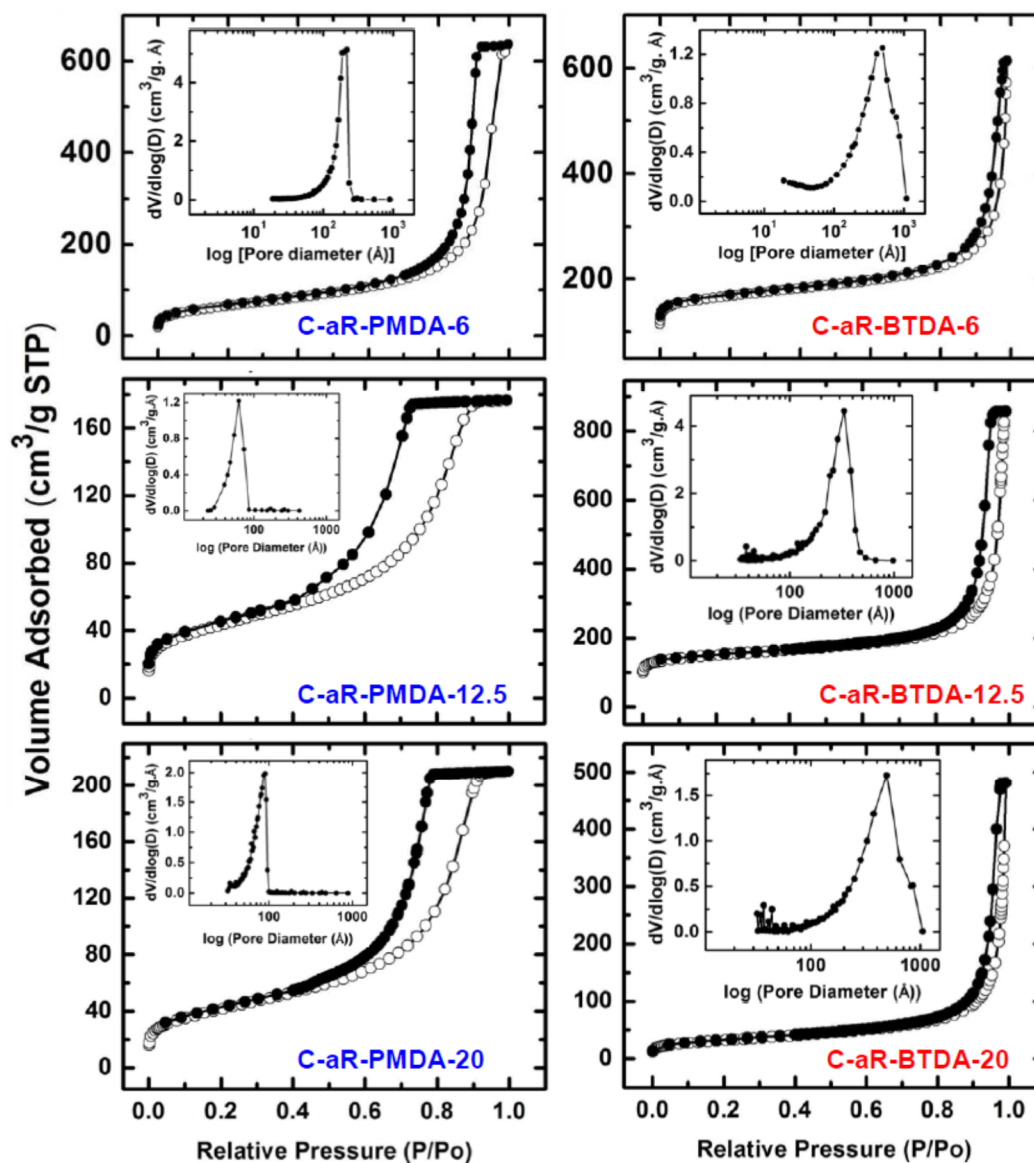 Volume Adsorbed (cm³/g STP)
600
400
200
0
dV/dlog(D) (cm³/g. Å)
4
2
0
10¹ 10² 10³
log [Pore diameter (Å)]
C-aR-PMDA-6
600
400
200
dV/dlog(D) (cm³/g. Å)
1.2
0.8
0.4
0.0
10¹ 10² 10³
log [Pore diameter (Å)]
C-aR-BTDA-6
160
120
80
40
0
dV/dlog(D) (cm³/g.Å)
1.2
0.8
0.4
0.0
100 1000
log (Pore Diameter (Å))
C-aR-PMDA-12.5
800
600
400
200
0
dV/dlog(D) (cm³/g.Å)
4
2
0
100 1000
log (Pore Diameter (Å))
C-aR-BTDA-12.5
200
160
120
80
40
0
dV/dlog(D) (cm³/g.Å)
2.0
1.5
1.0
0.5
0.0
100 1000
log (Pore Diameter (Å))
C-aR-PMDA-20
0.0 0.2 0.4 0.6 0.8 1.0
Relative Pressure (P/Po)
500
400
300
200
100
0
dV/dlog(D) (cm³/g.Å)
1.5
1.0
0.5
0.0
100 1000
log (Pore Diameter (Å))
C-aR-BTDA-20
0.0 0.2 0.4 0.6 0.8 1.0
Relative Pressure (P/Po)